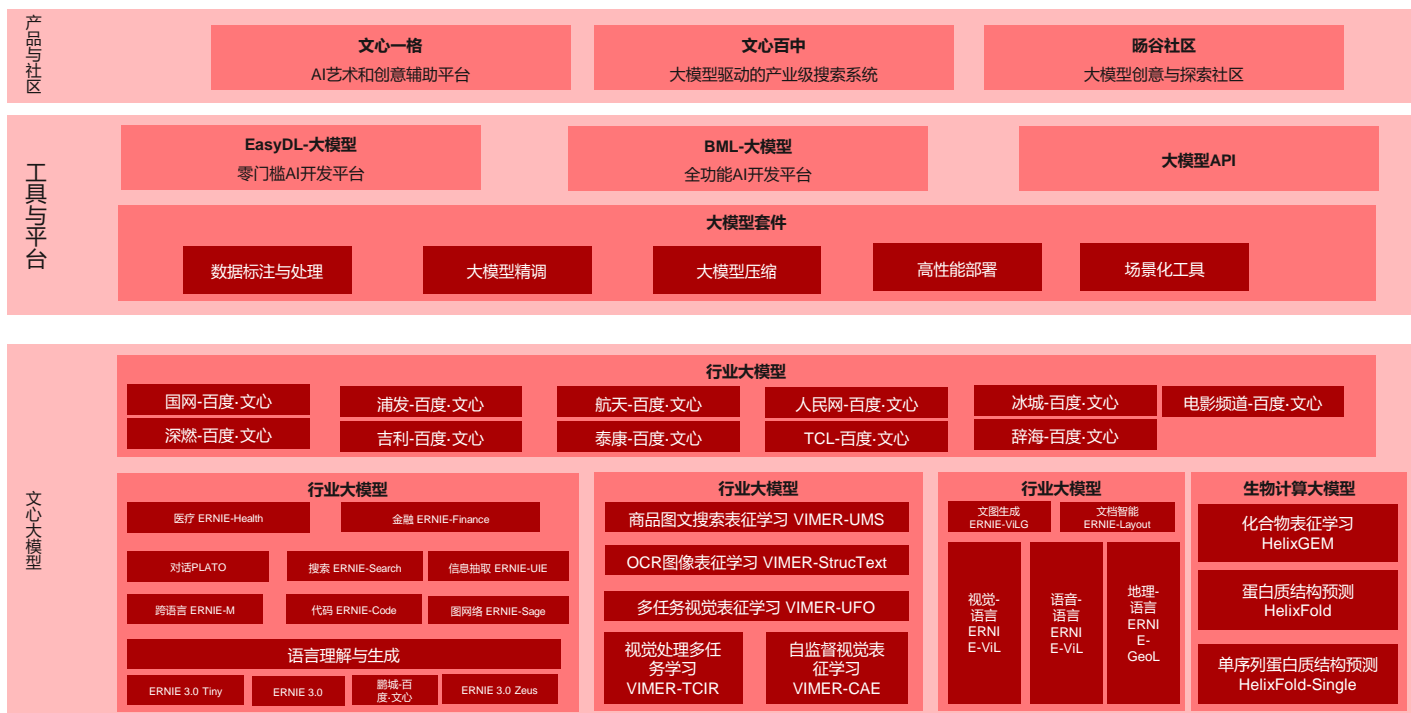 产品与社区
文心一格
AI艺术和创意辅助平台
文心百中
大模型驱动的产业级搜索系统
旸谷社区
大模型创意与探索社区
工具与平台
EasyDL-大模型
零门槛AI开发平台
BML-大模型
全功能AI开发平台
大模型API
大模型套件
数据标注与处理
大模型精调
大模型压缩
高性能部署
场景化工具
文心大模型
行业大模型
国网-百度·文心
浦发-百度·文心
航天-百度·文心
人民网-百度·文心
冰城-百度·文心
电影频道-百度·文心
深燃-百度·文心
吉利-百度·文心
泰康-百度·文心
TCL-百度·文心
辞海-百度·文心
行业大模型
医疗 ERNIE-Health
金融 ERNIE-Finance
对话PLATO
搜索 ERNIE-Search
信息抽取 ERNIE-UIE
跨语言 ERNIE-M
代码 ERNIE-Code
图网络 ERNIE-Sage
语言理解与生成
ERNIE 3.0 Tiny
ERNIE 3.0
鹏城-百
度·文心
ERNIE 3.0 Zeus
行业大模型
商品图文搜索表征学习 VIMER-UMS
OCR图像表征学习 VIMER-StrucText
多任务视觉表征学习 VIMER-UFO
视觉处理多任
务学习
VIMER-TCIR
自监督视觉表
征学习
VIMER-CAE
行业大模型
文图生成
ERNIE-ViLG
文档智能
ERNIE-Layout
视觉-
语言
ERNI
E-ViL
语音-
语言
ERNI
E-ViL
地理-
语言
ERNI
E-
GeoL
生物计算大模型
化合物表征学习
HelixGEM
蛋白质结构预测
HelixFold
单序列蛋白质结构预测
HelixFold-Single